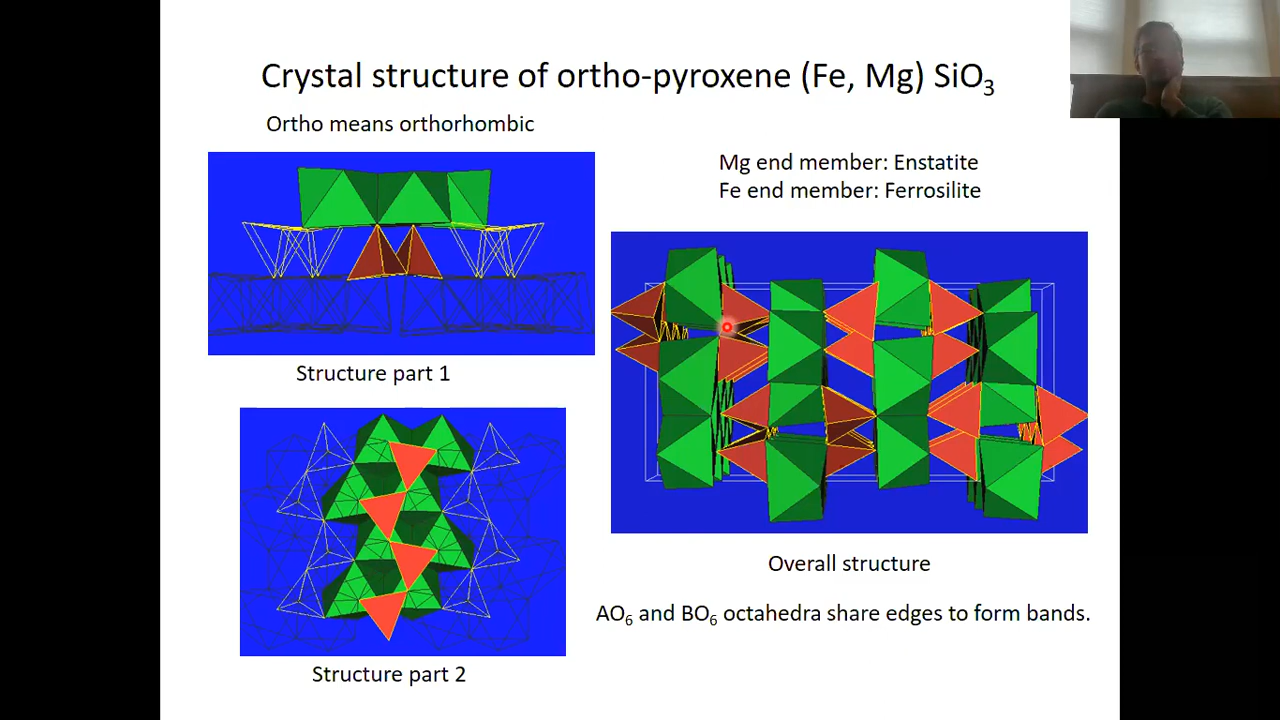 Crystal structure of ortho-pyroxene (Fe, Mg) SiO₃
Ortho means orthorhombic
Mg end member: Enstatite
Fe end member: Ferrosilite
Structure part 1
Structure part 2
Overall structure
AO₆ and BO₆ octahedra share edges to form bands.